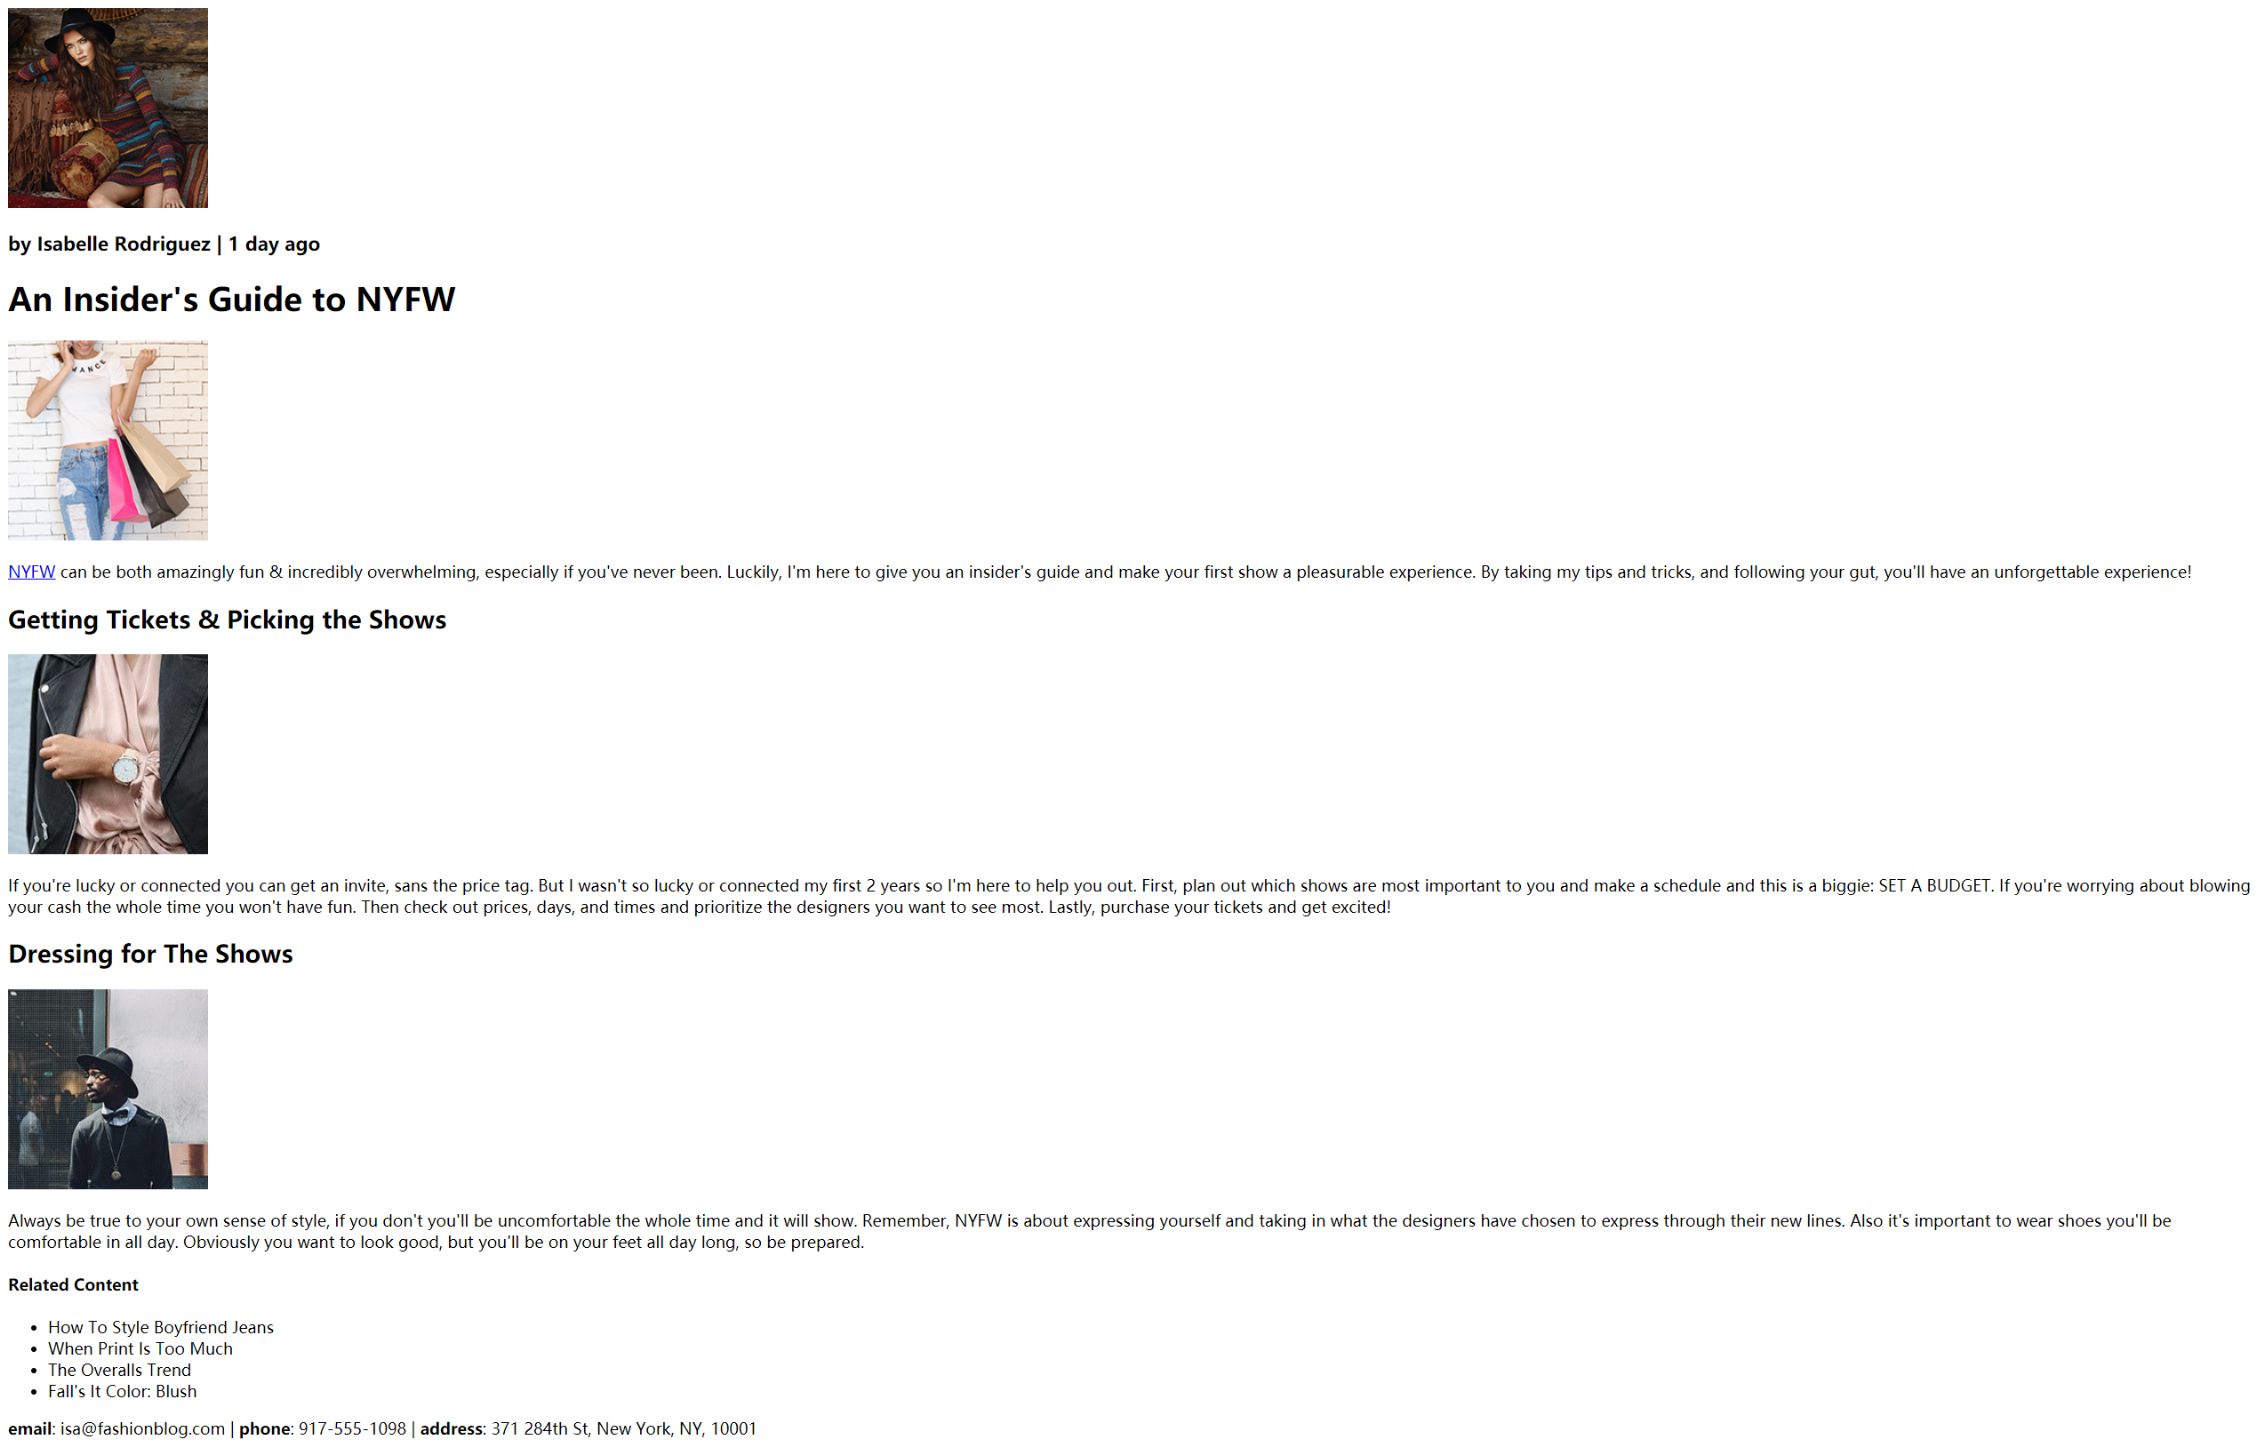 by Isabelle Rodriguez | 1 day ago
An Insider's Guide to NYFW
NYFW can be both amazingly fun & incredibly overwhelming, especially if you've never been. Luckily, I'm here to give you an insider's guide and make your first show a pleasurable experience. By taking my tips and tricks, and following your gut, you'll have an unforgettable experience!
Getting Tickets & Picking the Shows
If you're lucky or connected you can get an invite, sans the price tag. But I wasn't so lucky or connected my first 2 years so I'm here to help you out. First, plan out which shows are most important to you and make a schedule and this is a biggie: SET A BUDGET. If you're worrying about blowing
your cash the whole time you won't have fun. Then check out prices, days, and times and prioritize the designers you want to see most. Lastly, purchase your tickets and get excited!
Dressing for The Shows
Always be true to your own sense of style, if you don't you'll be uncomfortable the whole time and it will show. Remember, NYFW is about expressing yourself and taking in what the designers have chosen to express through their new lines. Also it's important to wear shoes you'll be
comfortable in all day. Obviously you want to look good, but you'll be on your feet all day long, so be prepared.
Related Content
• How To Style Boyfriend Jeans
• When Print Is Too Much
• The Overalls Trend
• Fall's It Color: Blush
email: isa@fashionblog.com | phone: 917-555-1098 | address: 371 284th St, New York, NY, 10001